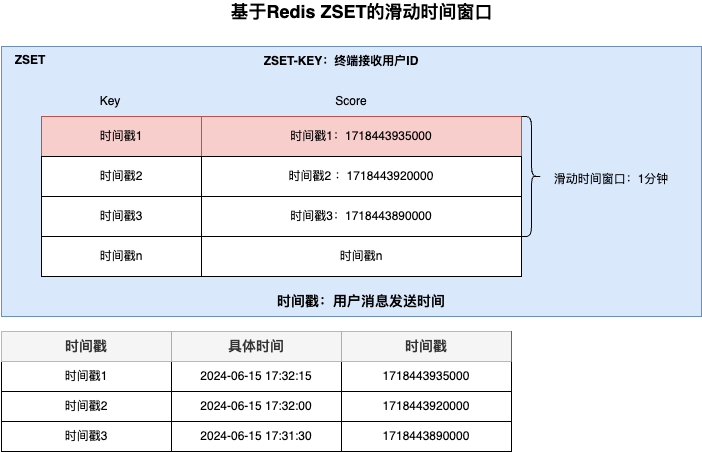 基于Redis ZSET的滑动时间窗口
ZSET ZSET-KEY：终端接收用户ID
Key Score
时间戳1 时间戳1：1718443935000
时间戳2 时间戳2 ：1718443920000
滑动时间窗口：1分钟
时间戳3 时间戳3：1718443890000
时间戳n 时间戳n
时间戳：用户消息发送时间
时间戳 具体时间 时间戳
时间戳1 2024-06-15 17:32:15 1718443935000
时间戳2 2024-06-15 17:32:00 1718443920000
时间戳3 2024-06-15 17:31:30 1718443890000